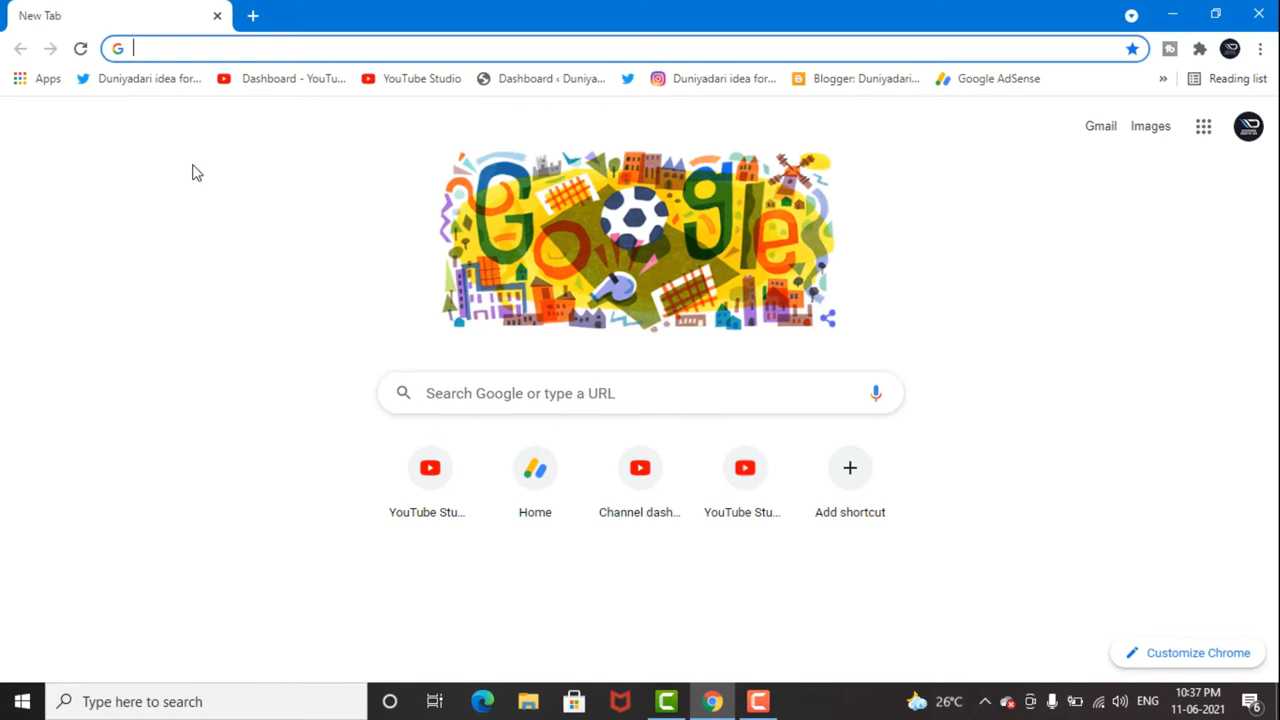 New Tab
Apps Duniyadari idea for... Dashboard - YouTu... YouTube Studio Dashboard ‹ Duniya... Duniyadari idea for... Blogger: Duniyadari... Google AdSense » Reading list
Gmail Images
Google
Search Google or type a URL
YouTube Stu... Home Channel dash... YouTube Stu... Add shortcut
Customize Chrome
Type here to search 26°C ENG 10:37 PM 11-06-2021 6